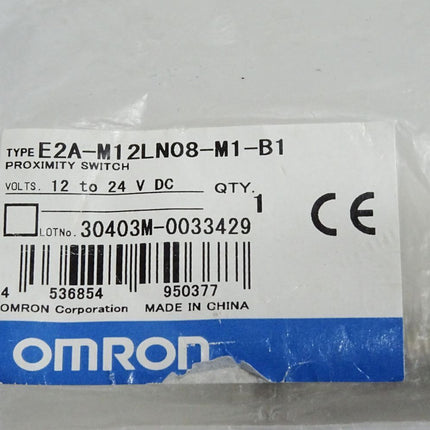 TYPE E2A-M12LN08-M1-B1
PROXIMITY SWITCH
VOLTS. 12 to 24 V DC QTY.
1
LOTNo. 30403M-0033429
CE
4 536854 950377
OMRON Corporation MADE IN CHINA
OMRON